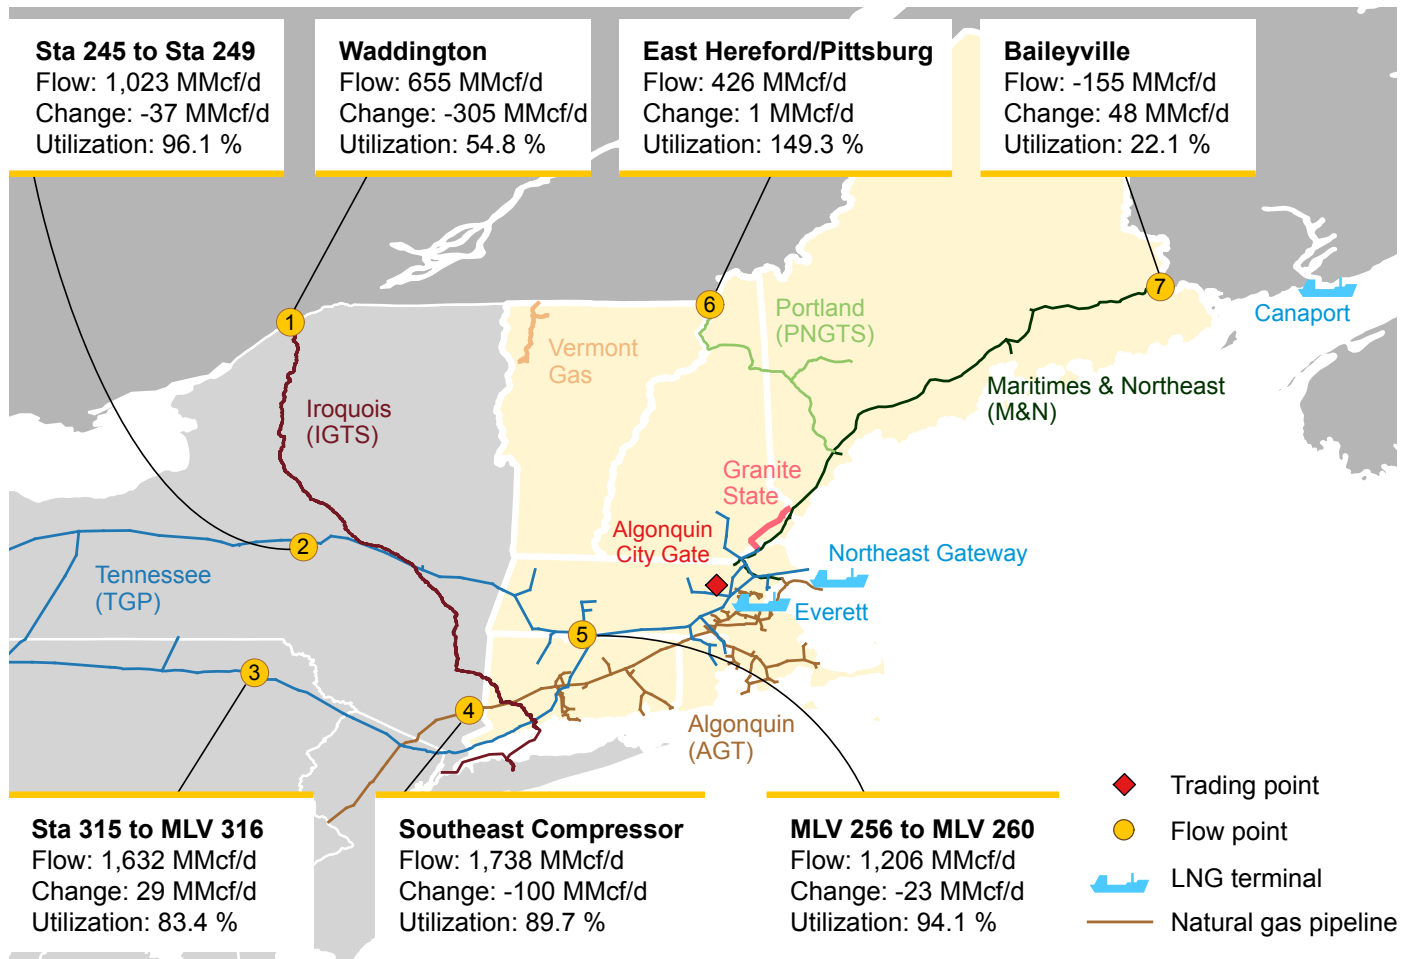 Sta 245 to Sta 249
Flow: 1,023 MMcf/d
Change: -37 MMcf/d
Utilization: 96.1 %
Waddington
Flow: 655 MMcf/d
Change: -305 MMcf/d
Utilization: 54.8 %
East Hereford/Pittsburg
Flow: 426 MMcf/d
Change: 1 MMcf/d
Utilization: 149.3 %
Baileyville
Flow: -155 MMcf/d
Change: 48 MMcf/d
Utilization: 22.1 %
7
6
1
Canaport
Portland
(PNGTS)
Vermont
Gas
Maritimes & Northeast
(M&N)
Iroquois
(IGTS)
Granite
State
Algonquin
City Gate
2
Northeast Gateway
Tennessee
(TGP)
Everett
5
3
4
Algonquin
(AGT)
Sta 315 to MLV 316
Flow: 1,632 MMcf/d
Change: 29 MMcf/d
Utilization: 83.4 %
Southeast Compressor
Flow: 1,738 MMcf/d
Change: -100 MMcf/d
Utilization: 89.7 %
MLV 256 to MLV 260
Flow: 1,206 MMcf/d
Change: -23 MMcf/d
Utilization: 94.1 %
Trading point
Flow point
LNG terminal
Natural gas pipeline